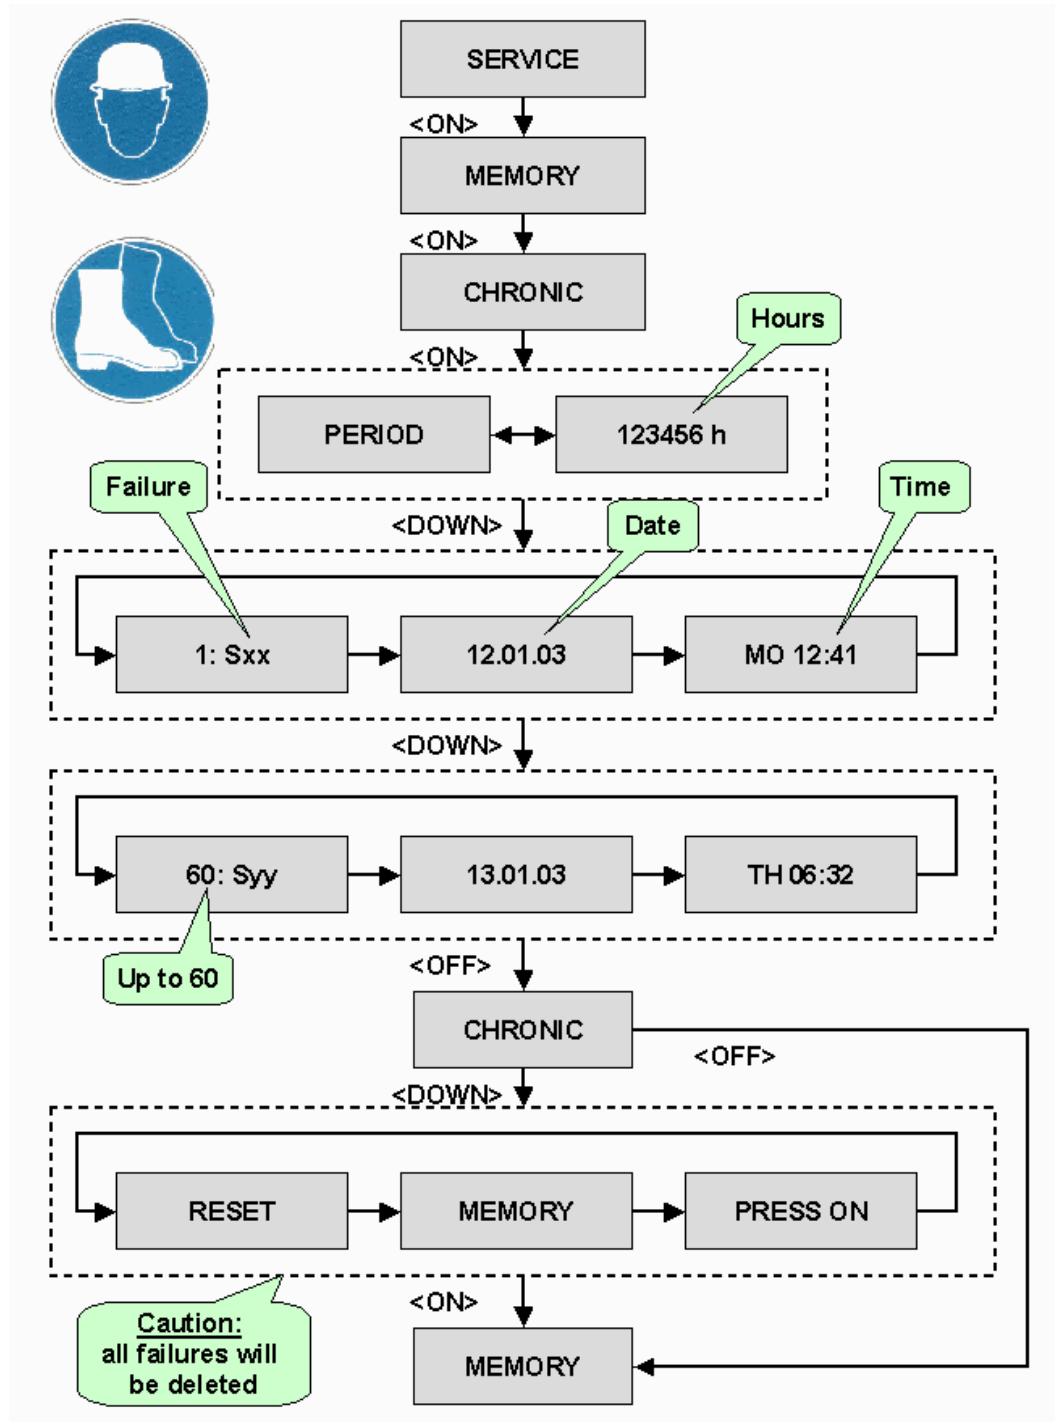 SERVICE
<ON>
MEMORY
<ON>
CHRONIC
Hours
<ON>
PERIOD
123456 h
Failure
Time
<DOWN>
Date
1: Sxx
12.01.03
MO 12:41
<DOWN>
60: Syy
13.01.03
TH 06:32
Up to 60
<OFF>
CHRONIC
<OFF>
<DOWN>
RESET
MEMORY
PRESS ON
Caution:
all failures will
be deleted
<ON>
MEMORY